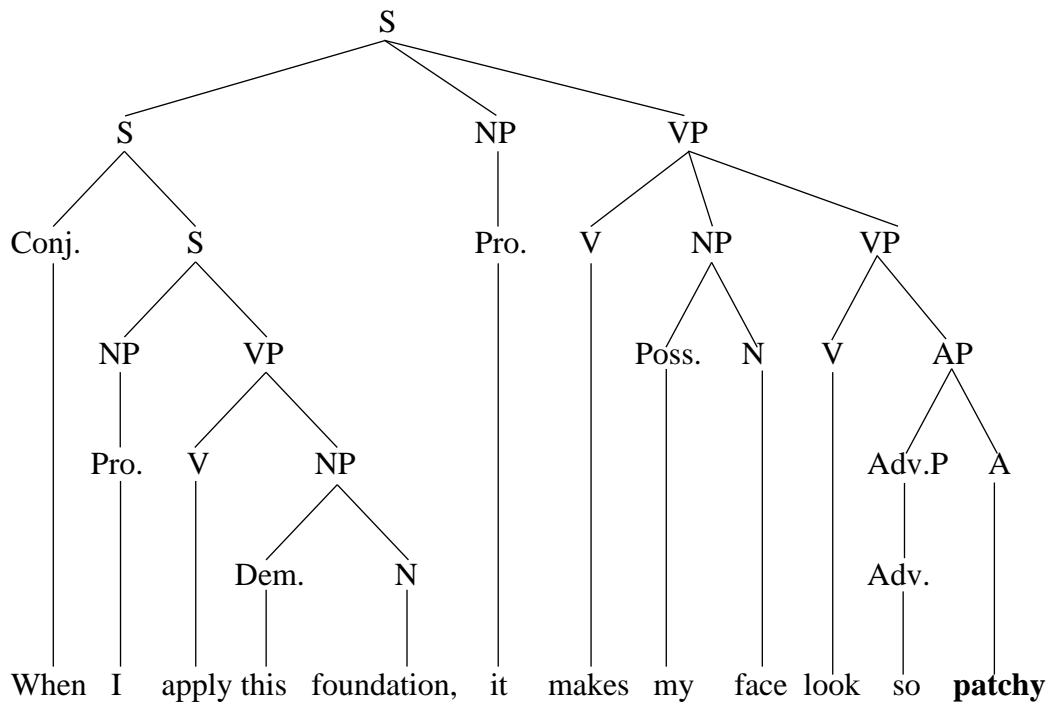 S
S NP VP
Conj. S Pro. V NP VP
NP VP Poss. N V AP
Pro. V NP Adv.P A
Dem. N Adv.
When I apply this foundation, it makes my face look so patchy